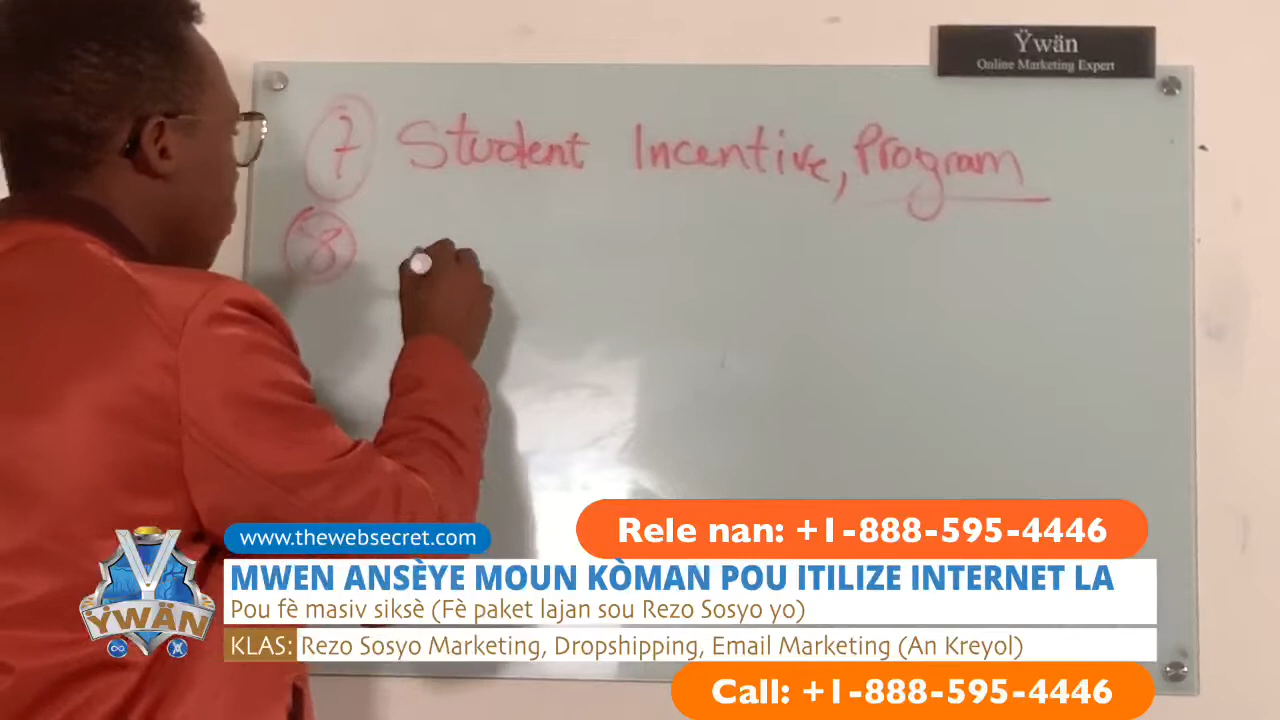 Ÿwän
Online Marketing Expert
7 Student Incentive, Program
8
Rele nan: +1-888-595-4446
www.thewebsecret.com
MWEN ANSÈYE MOUN KÒMAN POU ITILIZE INTERNET LA
Pou fè masiv siksè (Fè paket lajan sou Rezo Sosyo yo)
KLAS: Rezo Sosyo Marketing, Dropshipping, Email Marketing (An Kreyol)
ŸWÄN
Call: +1-888-595-4446